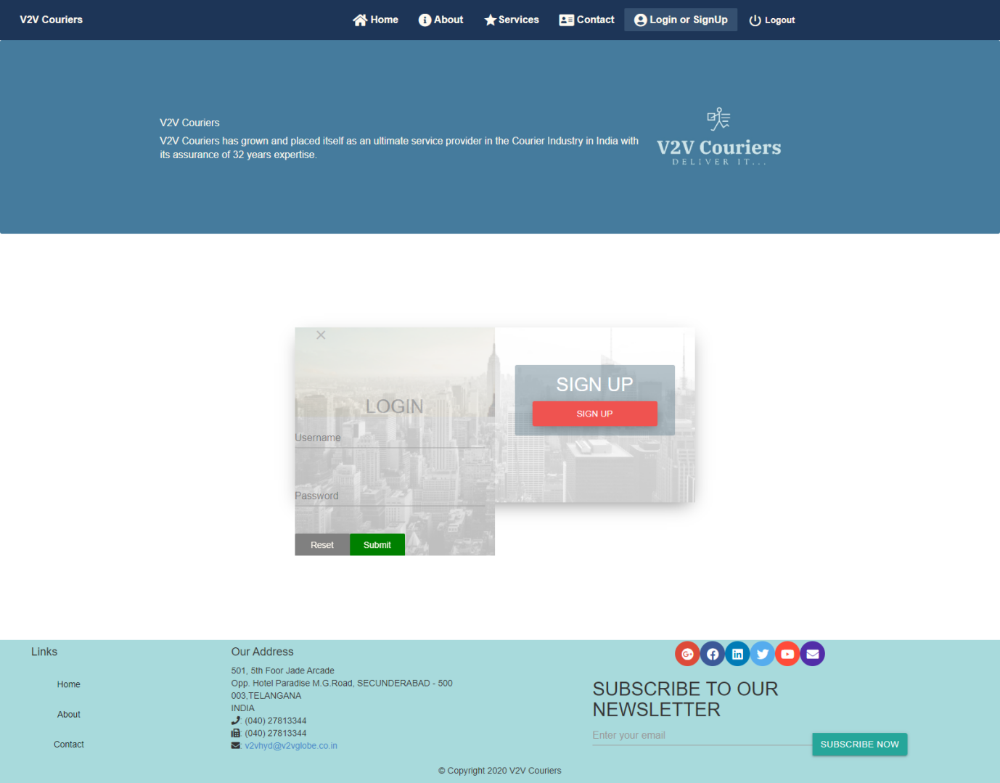 V2V Couriers
Home
About
Services
Contact
Login or SignUp
Logout
V2V Couriers
V2V Couriers has grown and placed itself as an ultimate service provider in the Courier Industry in India with
its assurance of 32 years expertise.
V2V Couriers
DELIVER IT...
LOGIN
Username
Password
Reset
Submit
SIGN UP
SIGN UP
Links
Home
About
Contact
Our Address
501, 5th Foor Jade Arcade
Opp. Hotel Paradise M.G.Road, SECUNDERABAD - 500
003,TELANGANA
INDIA
: (040) 27813344
: (040) 27813344
: v2vhyd@v2vglobe.co.in
SUBSCRIBE TO OUR
NEWSLETTER
Enter your email
SUBSCRIBE NOW
© Copyright 2020 V2V Couriers